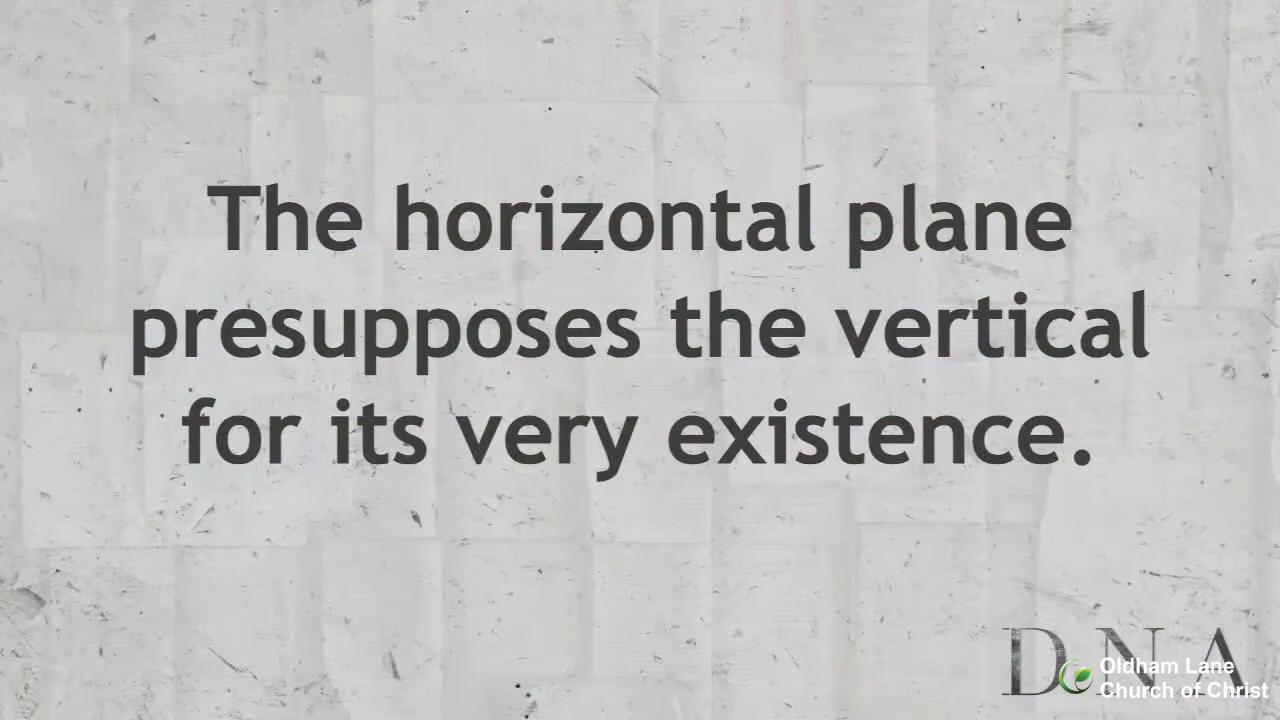 The horizontal plane
presupposes the vertical
for its very existence.
DNA
Oldham Lane
Church of Christ